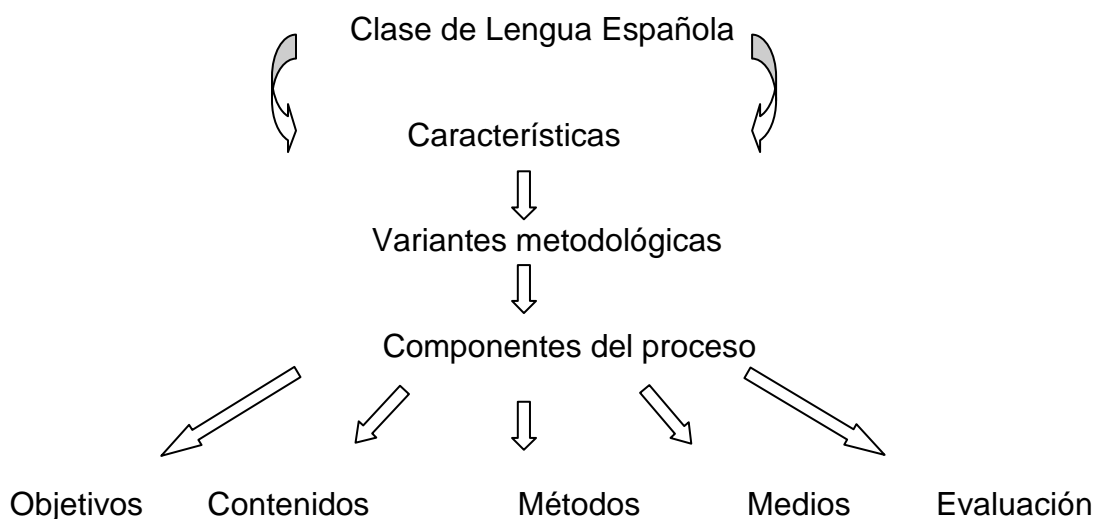 Clase de Lengua Española
Características
Variantes metodológicas
Componentes del proceso
Objetivos Contenidos Métodos Medios Evaluación